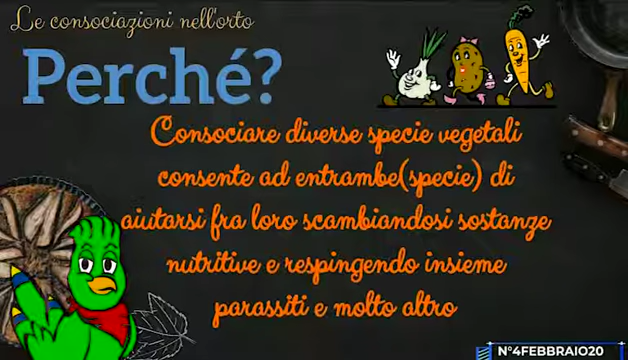 Le consociazioni nell'orto
Perché?
Consociare diverse specie vegetali
consente ad entrambe(specie) di
aiutarsi fra loro scambiandosi sostanze
nutritive e respingendo insieme
parassiti e molto altro
N°4FEBBRAIO20